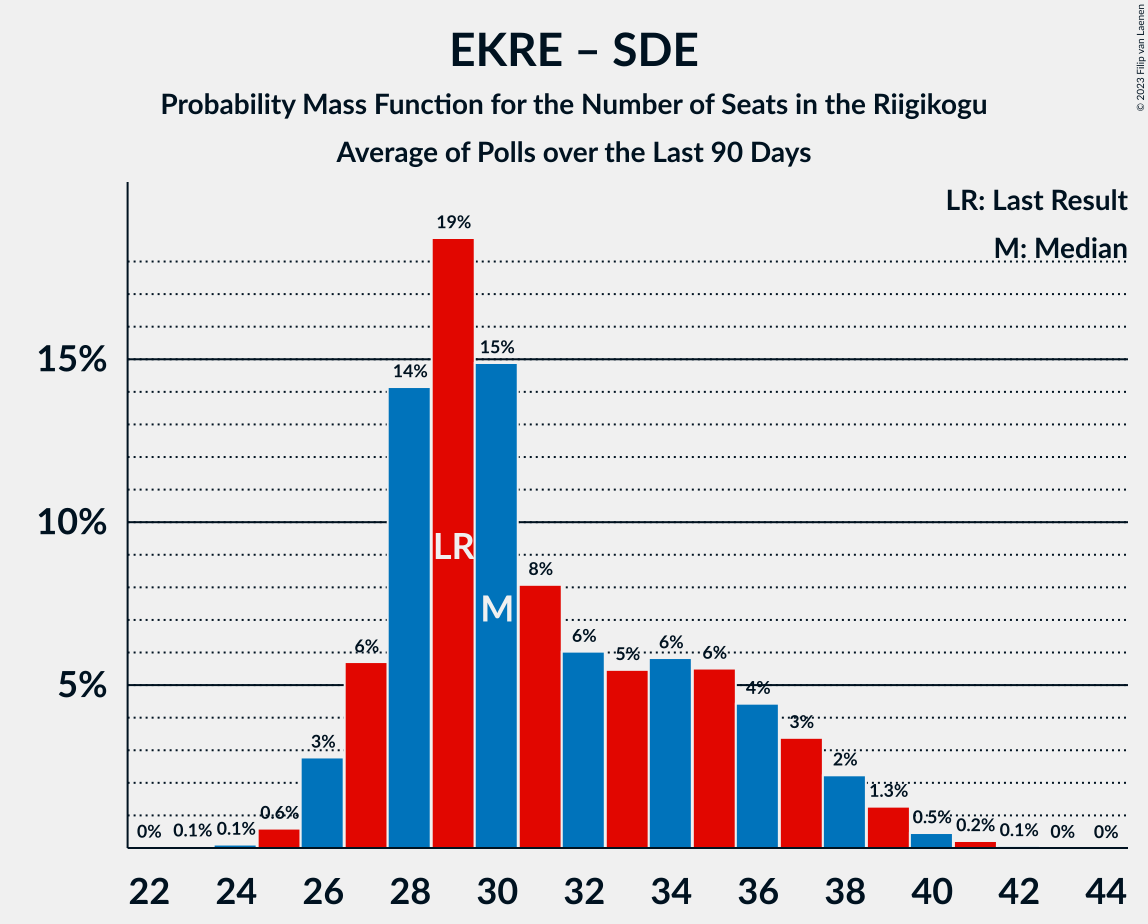 EKRE – SDE
Probability Mass Function for the Number of Seats in the Riigikogu
Average of Polls over the Last 90 Days
© 2023 Filip van Laenen
LR: Last Result
M: Median
15%
10%
5%
0%
0.1%
0.1%
0.6%
3%
6%
14%
19%
15%
8%
6%
5%
6%
6%
4%
3%
2%
1.3%
0.5%
0.2%
0.1%
0%
0%
LR
M
22 24 26 28 30 32 34 36 38 40 42 44